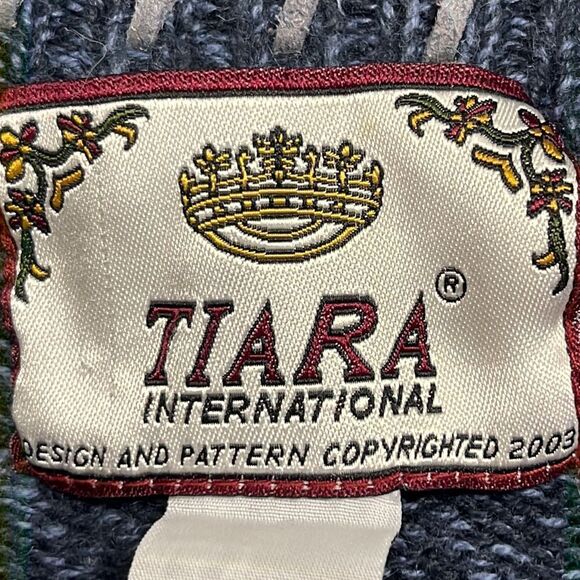 TIARA ®
INTERNATIONAL
DESIGN AND PATTERN COPYRIGHTED 2003